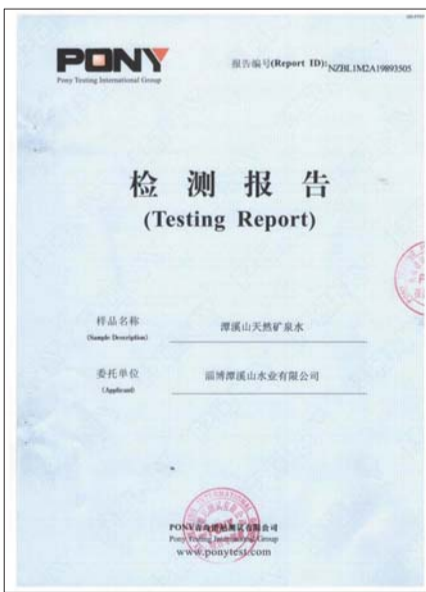 PONY
Pony Testing International Group
报告编号(Report ID): NZBL1M2A19893505
检测报告
(Testing Report)
样品名称
(Sample Description)
潭溪山天然矿泉水
委托单位
(Applicant)
淄博潭溪山水业有限公司
Pony Testing International Group
www.ponytest.com